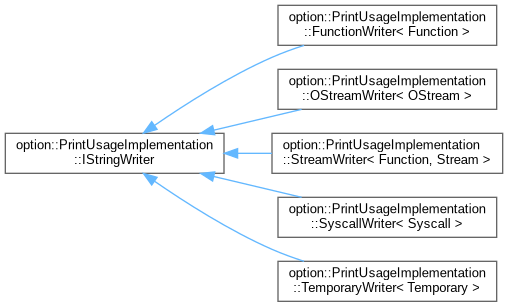 option::PrintUsageImplementation
::FunctionWriter< Function >
option::PrintUsageImplementation
::OStreamWriter< OStream >
option::PrintUsageImplementation
::IStringWriter
option::PrintUsageImplementation
::StreamWriter< Function, Stream >
option::PrintUsageImplementation
::SyscallWriter< Syscall >
option::PrintUsageImplementation
::TemporaryWriter< Temporary >